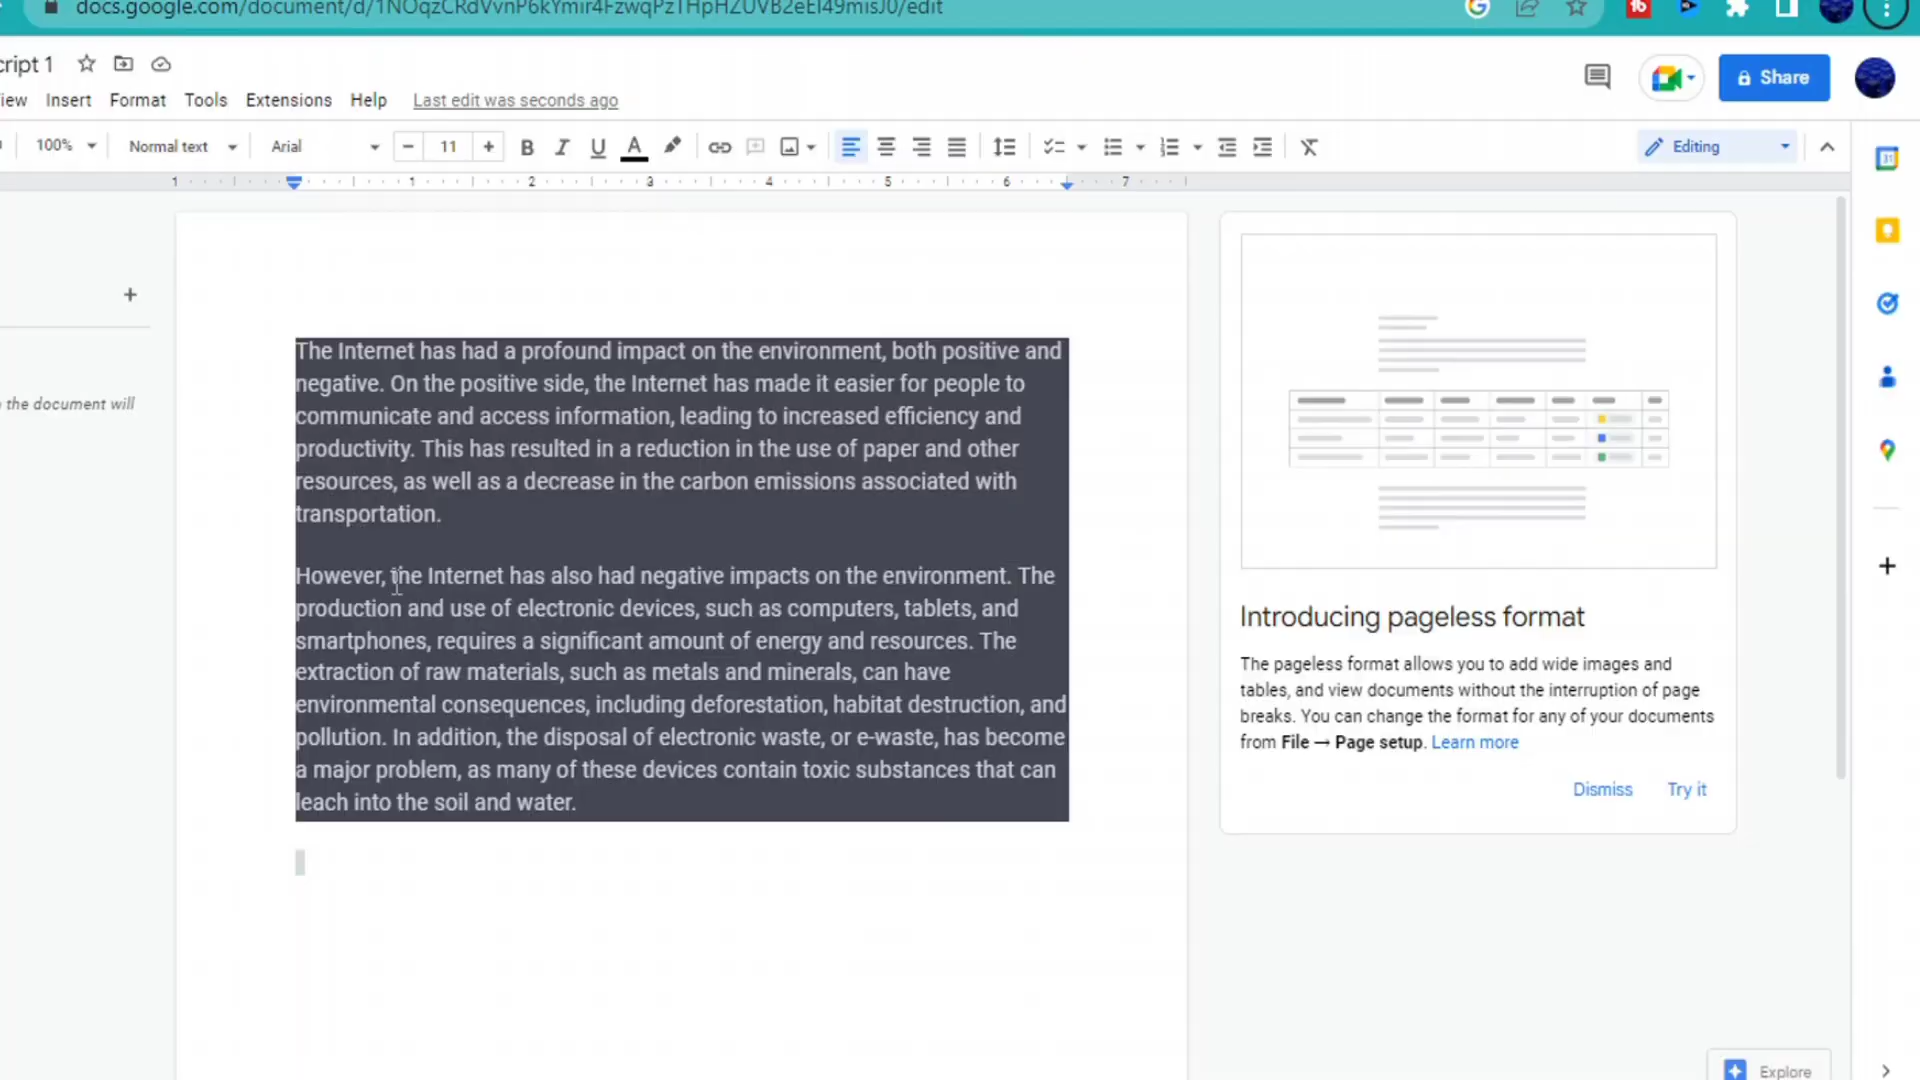 docs.google.com/document/d/1NOqzCRdVvnP6kYmir4FzwqPzTHpHZUVB2eEl49misJ0/edit
cript 1
iew Insert Format Tools Extensions Help Last edit was seconds ago
Share
100% Normal text Arial 11 Editing
1 1 2 3 4 5 6 7
The Internet has had a profound impact on the environment, both positive and
negative. On the positive side, the Internet has made it easier for people to
communicate and access information, leading to increased efficiency and
productivity. This has resulted in a reduction in the use of paper and other
resources, as well as a decrease in the carbon emissions associated with
transportation.
However, the Internet has also had negative impacts on the environment. The
production and use of electronic devices, such as computers, tablets, and
smartphones, requires a significant amount of energy and resources. The
extraction of raw materials, such as metals and minerals, can have
environmental consequences, including deforestation, habitat destruction, and
pollution. In addition, the disposal of electronic waste, or e-waste, has become
a major problem, as many of these devices contain toxic substances that can
leach into the soil and water.
the document will
Introducing pageless format
The pageless format allows you to add wide images and
tables, and view documents without the interruption of page
breaks. You can change the format for any of your documents
from File → Page setup. Learn more
Dismiss Try it
Explore